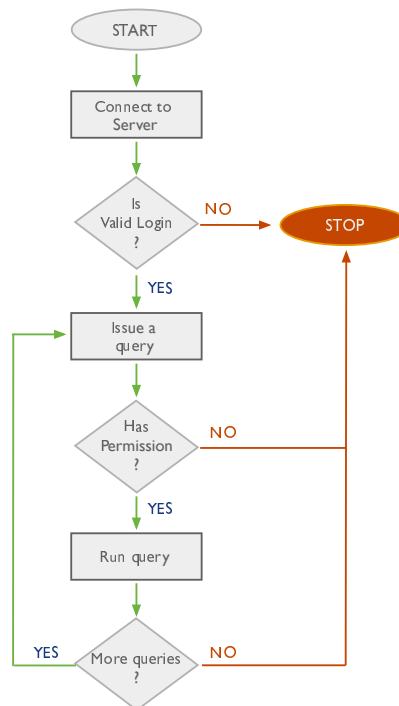 START
Connect to
Server
Is
Valid Login
?
NO
STOP
YES
Issue a
query
Has
Permission
?
NO
YES
Run query
More queries
?
YES
NO